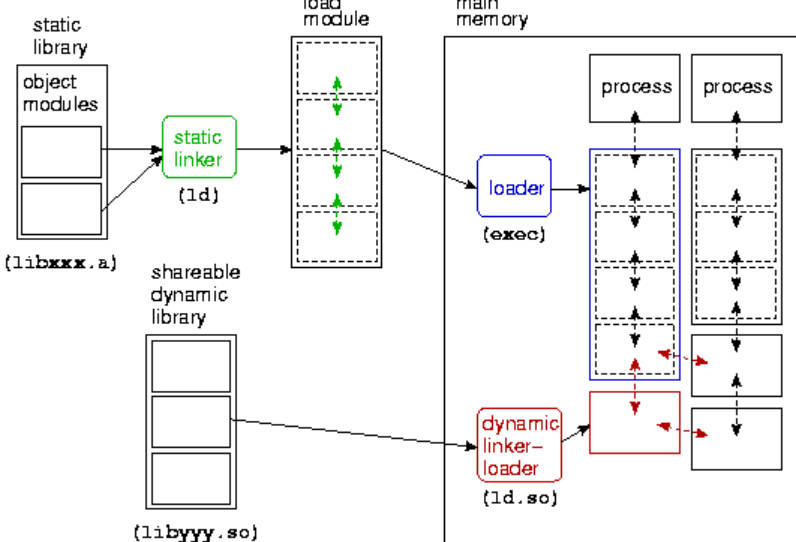 static
library
object
modules
(libxxx.a)
static
linker
(ld)
load
module
shareable
dynamic
library
(libyyy.so)
main
memory
process
process
loader
(exec)
dynamic
linker-
loader
(ld.so)